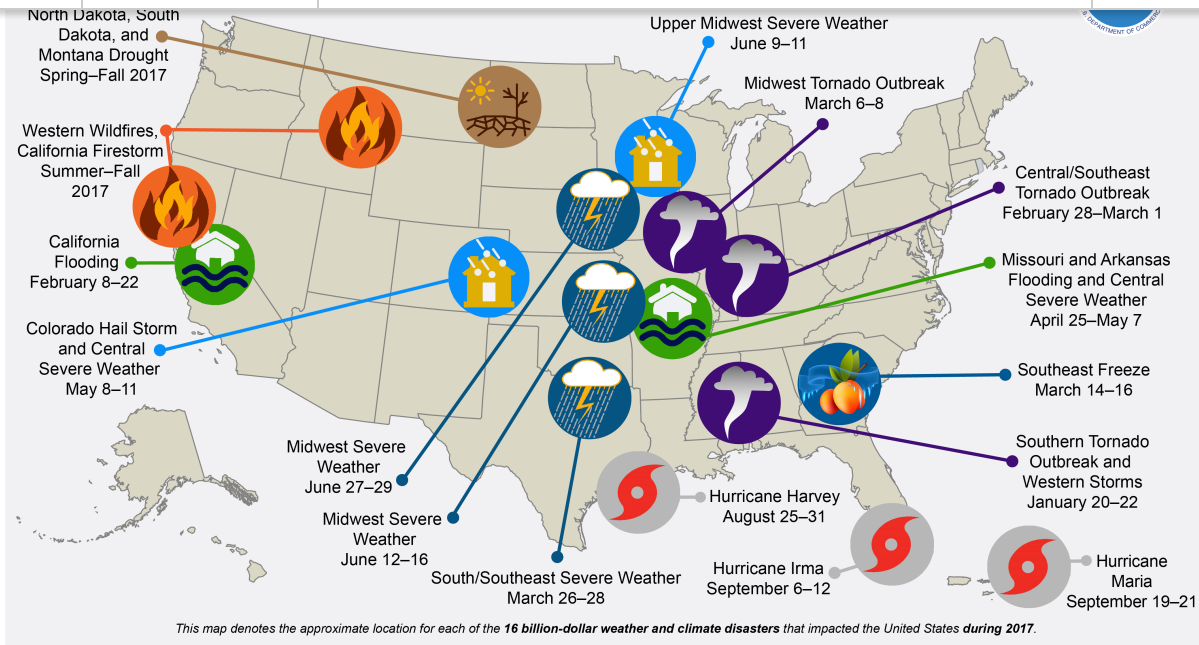 North Dakota, South
Dakota, and
Montana Drought
Spring–Fall 2017
Upper Midwest Severe Weather
June 9–11
DEPARTMENT OF COMMERC
Midwest Tornado Outbreak
March 6–8
Western Wildfires,
California Firestorm
Summer–Fall
2017
Central/Southeast
Tornado Outbreak
February 28–March 1
California
Flooding
February 8–22
Missouri and Arkansas
Flooding and Central
Severe Weather
April 25–May 7
Colorado Hail Storm
and Central
Severe Weather
May 8–11
Southeast Freeze
March 14–16
Midwest Severe
Weather
June 27–29
Southern Tornado
Outbreak and
Western Storms
January 20–22
Midwest Severe
Weather
June 12–16
Hurricane Harvey
August 25–31
South/Southeast Severe Weather
March 26–28
Hurricane Irma
September 6–12
Hurricane
Maria
September 19–21
This map denotes the approximate location for each of the 16 billion-dollar weather and climate disasters that impacted the United States during 2017.